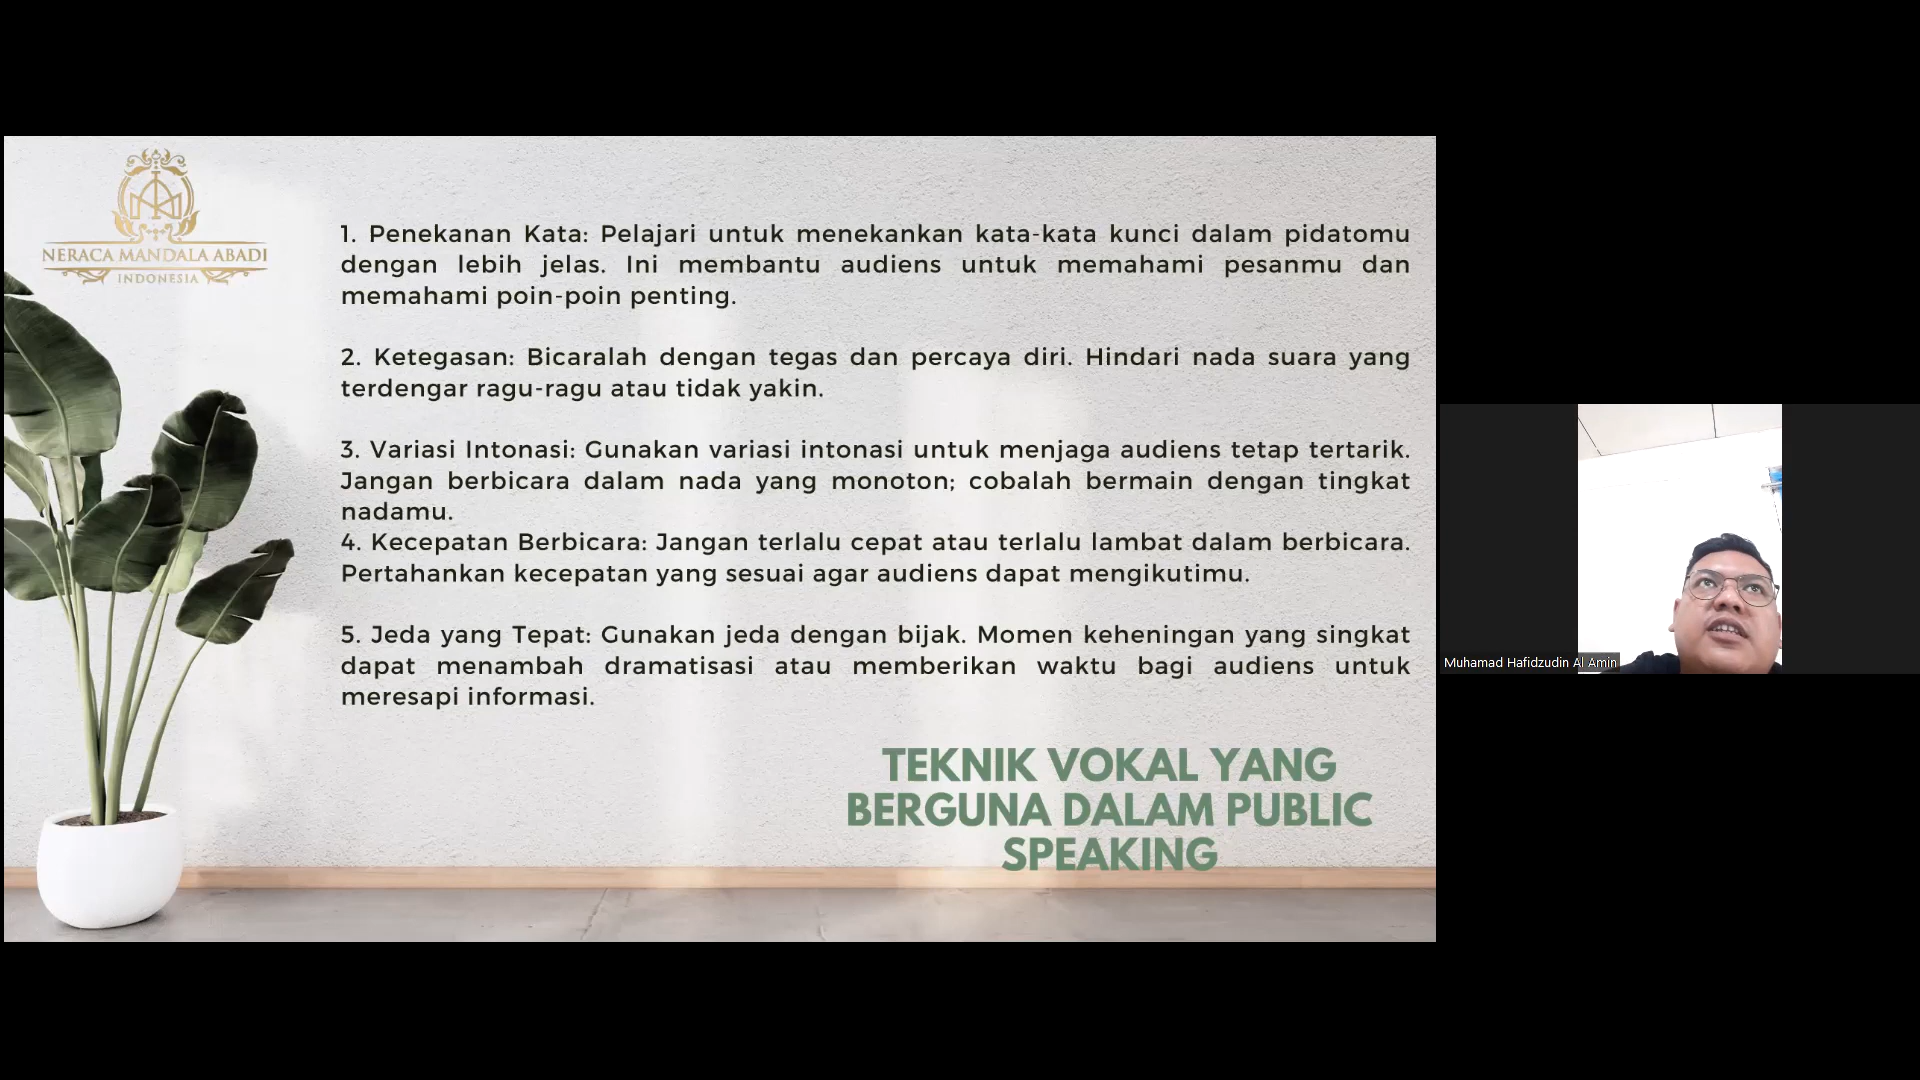 NERACA MANDALA ABADI
INDONESIA
1. Penekanan Kata: Pelajari untuk menekankan kata-kata kunci dalam pidatomu
dengan lebih jelas. Ini membantu audiens untuk memahami pesanmu dan
memahami poin-poin penting.
2. Ketegasan: Bicaralah dengan tegas dan percaya diri. Hindari nada suara yang
terdengar ragu-ragu atau tidak yakin.
3. Variasi Intonasi: Gunakan variasi intonasi untuk menjaga audiens tetap tertarik.
Jangan berbicara dalam nada yang monoton; cobalah bermain dengan tingkat
nadamu.
4. Kecepatan Berbicara: Jangan terlalu cepat atau terlalu lambat dalam berbicara.
Pertahankan kecepatan yang sesuai agar audiens dapat mengikutimu.
5. Jeda yang Tepat: Gunakan jeda dengan bijak. Momen keheningan yang singkat
dapat menambah dramatisasi atau memberikan waktu bagi audiens untuk
meresapi informasi.
TEKNIK VOKAL YANG
BERGUNA DALAM PUBLIC
SPEAKING
Muhamad Hafidzudin Al Amin